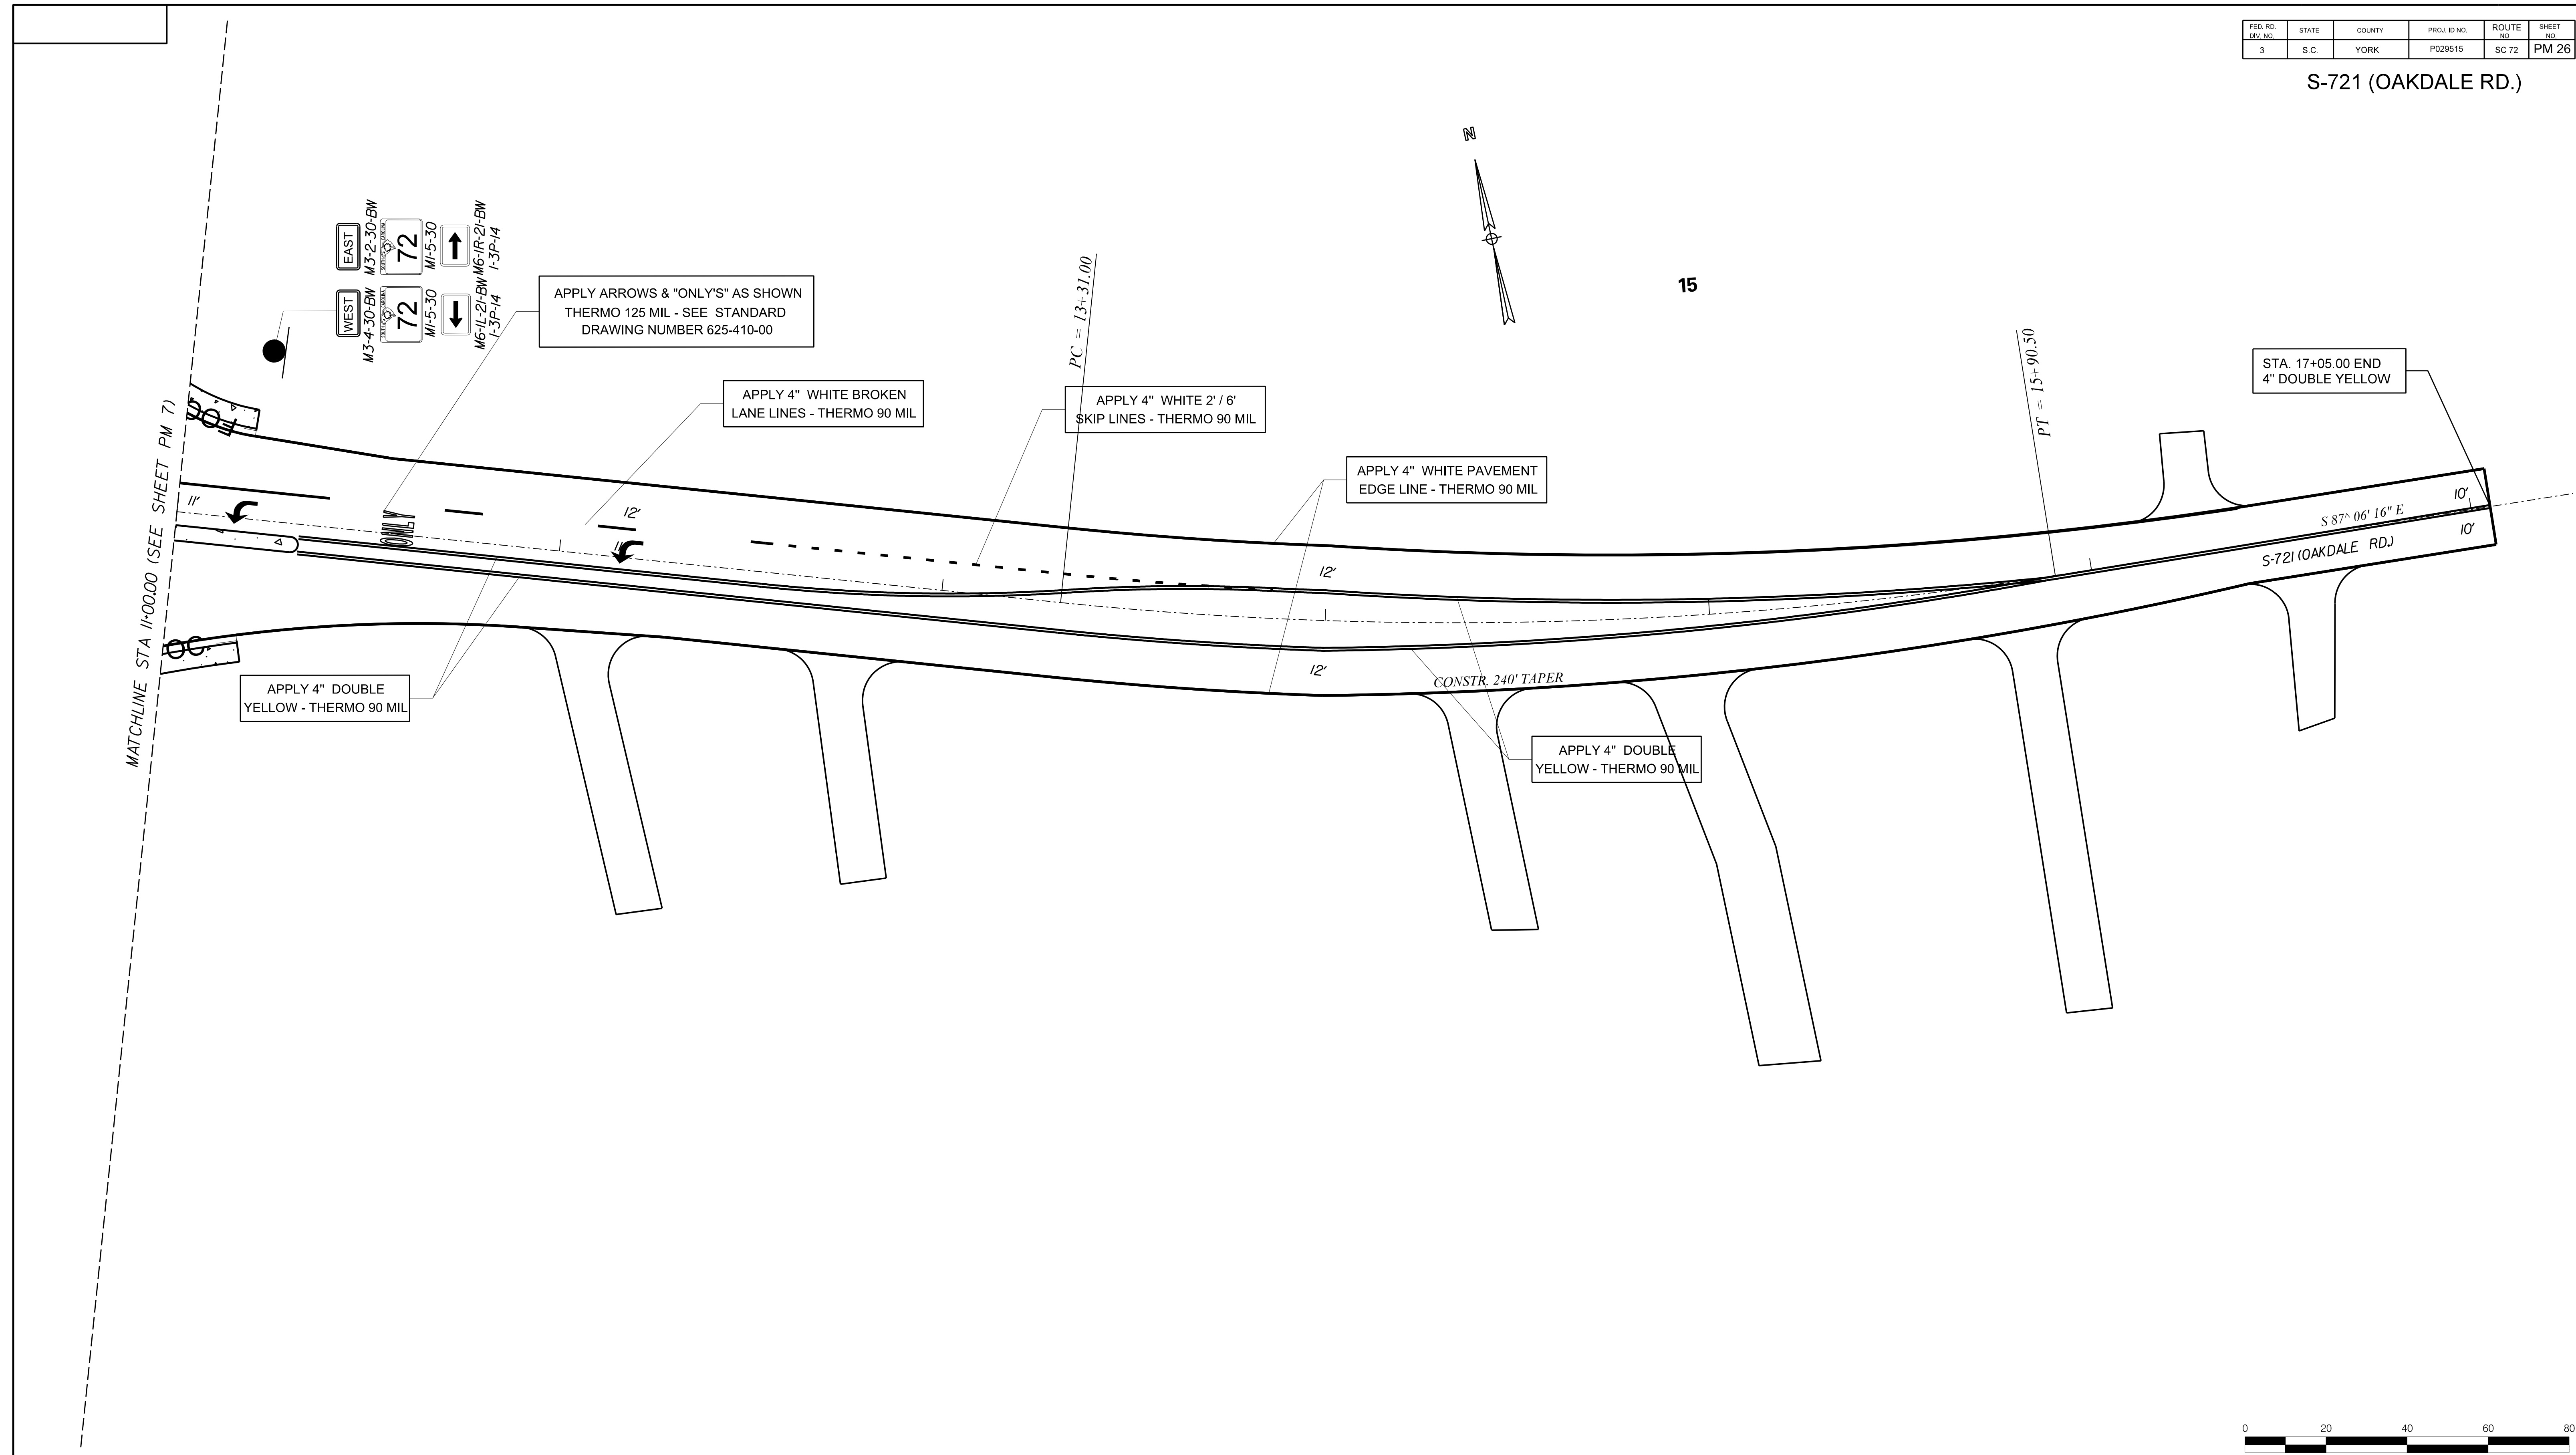 FED. RD. DIV. NO. STATE COUNTY PROJ. ID NO. ROUTE NO. SHEET NO.
3 S.C. YORK P029515 SC 72 PM 26
S-721 (OAKDALE RD.)
N
15
EAST
M3-2-30-BW
72
M1-5-30
M6-1R-21-BW
1-3P-14
WEST
M3-4-30-BW
72
M1-5-30
M6-1L-21-BW
1-3P-14
APPLY ARROWS & "ONLY'S" AS SHOWN
THERMO 125 MIL - SEE STANDARD
DRAWING NUMBER 625-410-00
APPLY 4" WHITE BROKEN
LANE LINES - THERMO 90 MIL
PC = 13+31.00
APPLY 4" WHITE 2' / 6'
SKIP LINES - THERMO 90 MIL
APPLY 4" WHITE PAVEMENT
EDGE LINE - THERMO 90 MIL
PT = 15+90.50
STA. 17+05.00 END
4" DOUBLE YELLOW
MATCHLINE STA 11+00.00 (SEE SHEET PM 7)
11'
ONLY
12'
11'
12'
12'
CONSTR. 240' TAPER
10'
S 87^ 06' 16" E
S-721 (OAKDALE RD.)
10'
APPLY 4" DOUBLE
YELLOW - THERMO 90 MIL
APPLY 4" DOUBLE
YELLOW - THERMO 90 MIL
0 20 40 60 80